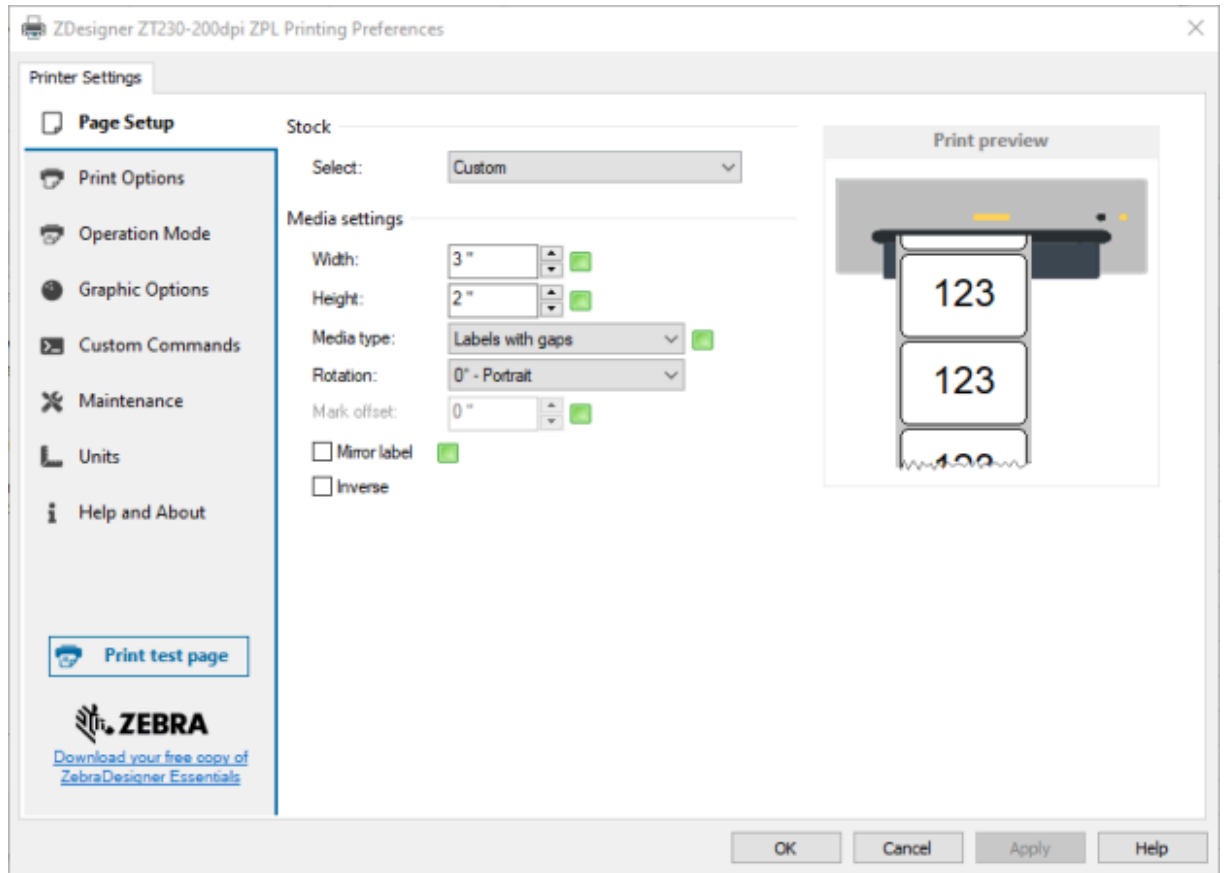 ZDesigner ZT230-200dpi ZPL Printing Preferences
Printer Settings
Page Setup
Print Options
Operation Mode
Graphic Options
Custom Commands
Maintenance
Units
Help and About
Print test page
ZEBRA
Download your free copy of
ZebraDesigner Essentials
Stock
Select: Custom
Media settings
Width: 3 "
Height: 2 "
Media type: Labels with gaps
Rotation: 0° - Portrait
Mark offset: 0 "
Mirror label
Inverse
Print preview
123
123
123
OK Cancel Apply Help